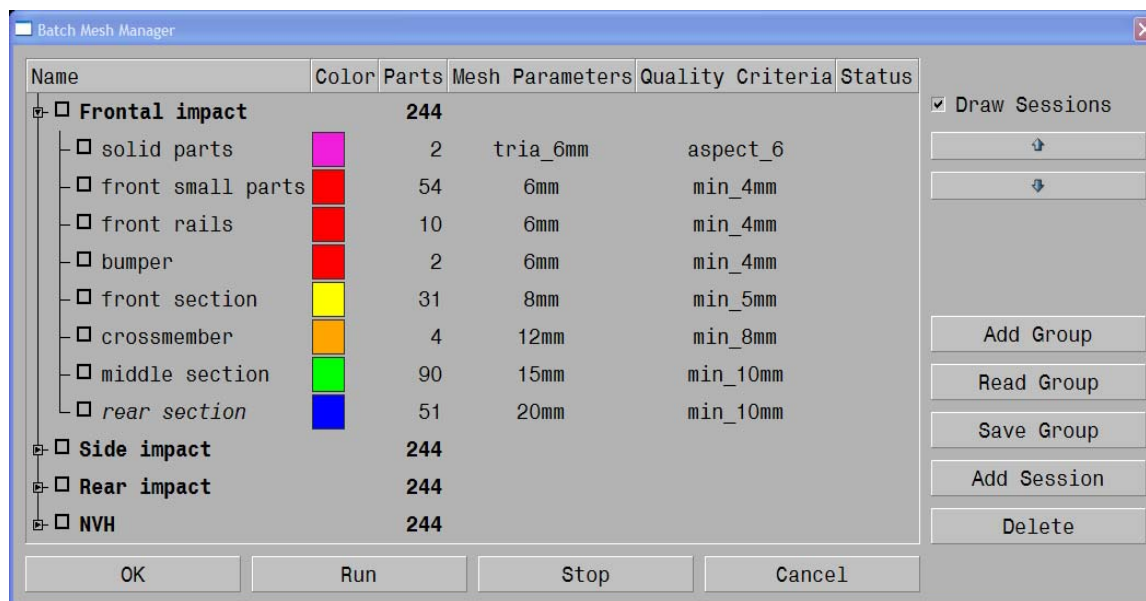 Batch Mesh Manager
Name Color Parts Mesh Parameters Quality Criteria Status
Frontal impact 244
Draw Sessions
solid parts 2 tria_6mm aspect_6
front small parts 54 6mm min_4mm
front rails 10 6mm min_4mm
bumper 2 6mm min_4mm
front section 31 8mm min_5mm
crossmember 4 12mm min_8mm
Add Group
middle section 90 15mm min_10mm
Read Group
rear section 51 20mm min_10mm
Save Group
Side impact 244
Rear impact 244
Add Session
NVH 244
Delete
OK Run Stop Cancel